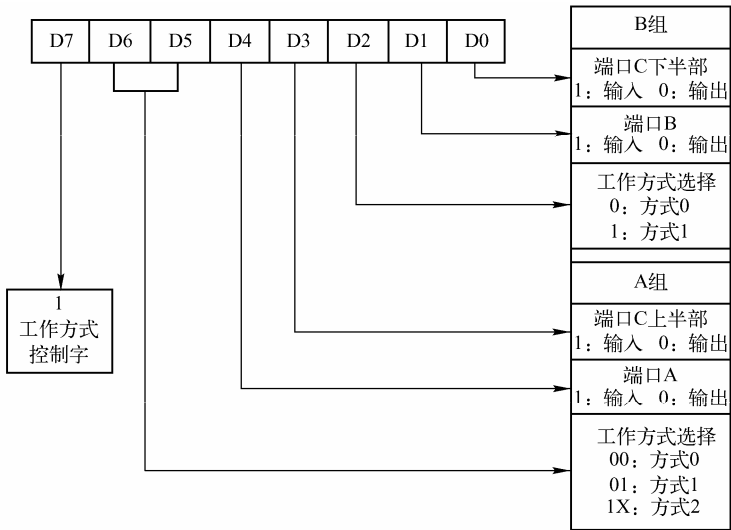 D7 D6 D5 D4 D3 D2 D1 D0
B组
端口C下半部
1：输入 0：输出
端口B
1：输入 0：输出
工作方式选择
0：方式0
1：方式1
A组
端口C上半部
1：输入 0：输出
端口A
1：输入 0：输出
工作方式选择
00：方式0
01：方式1
1X：方式2
1
工作方式
控制字